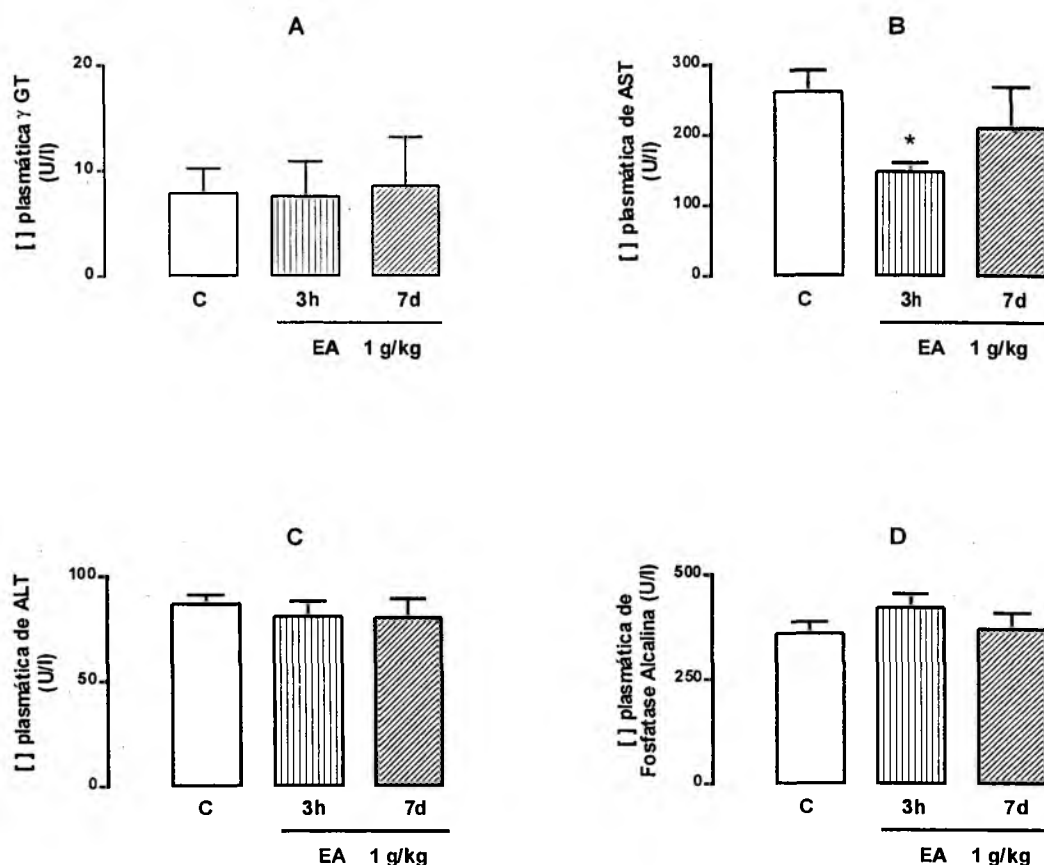 A
[ ] plasmática γ GT
(U/l)
20
10
0
C 3h 7d
EA 1 g/kg
B
[ ] plasmática de AST
(U/l)
300
200
100
0
*
C 3h 7d
EA 1 g/kg
C
[ ] plasmática de ALT
(U/l)
100
50
0
C 3h 7d
EA 1 g/kg
D
[ ] plasmática de
Fosfatase Alcalina (U/l)
500
250
0
C 3h 7d
EA 1 g/kg